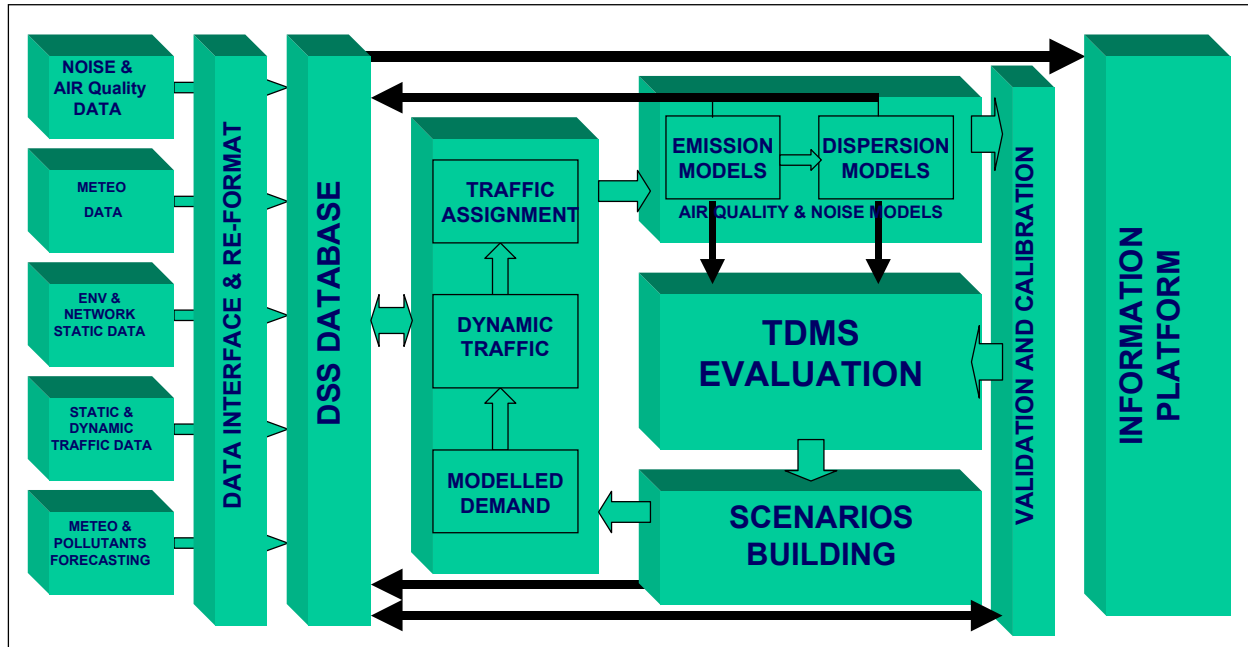 NOISE &
AIR Quality
DATA
METEO
DATA
ENV &
NETWORK
STATIC DATA
STATIC &
DYNAMIC
TRAFFIC DATA
METEO &
POLLUTANTS
FORECASTING
DATA INTERFACE & RE-FORMAT
DSS DATABASE
TRAFFIC
ASSIGNMENT
DYNAMIC
TRAFFIC
MODELLED
DEMAND
EMISSION
MODELS
DISPERSION
MODELS
AIR QUALITY & NOISE MODELS
TDMS
EVALUATION
SCENARIOS
BUILDING
VALIDATION AND CALIBRATION
INFORMATION
PLATFORM